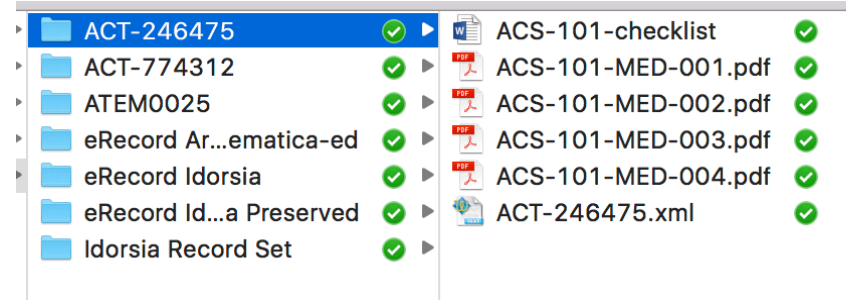 ACT-246475
ACT-774312
ATEM0025
eRecord Ar...ematica-ed
eRecord Idorsia
eRecord Id...a Preserved
Idorsia Record Set
ACS-101-checklist
ACS-101-MED-001.pdf
ACS-101-MED-002.pdf
ACS-101-MED-003.pdf
ACS-101-MED-004.pdf
ACT-246475.xml